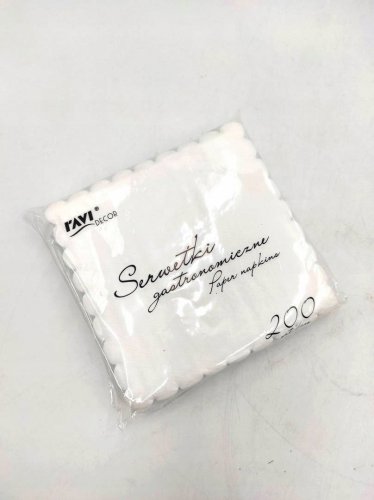 ravi®
DECOR
Serwetki
gastronomiczne
Paper napkins
200